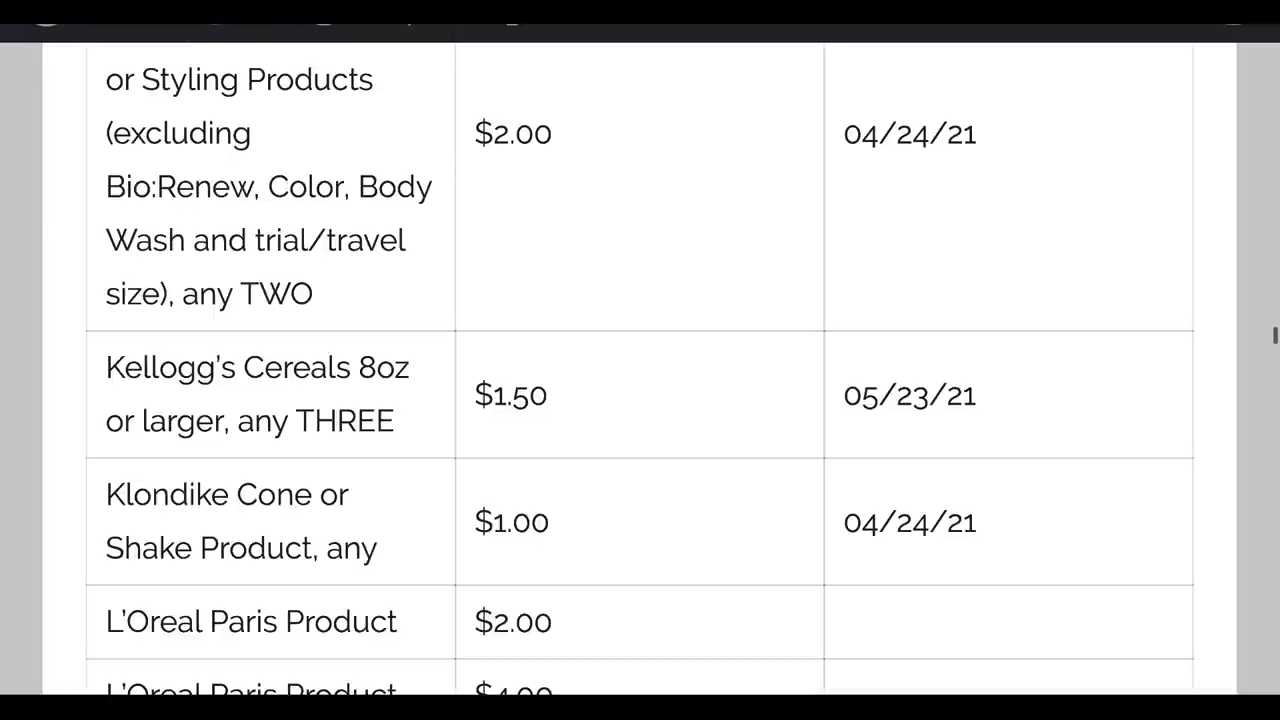 or Styling Products
(excluding
Bio:Renew, Color, Body
Wash and trial/travel
size), any TWO
$2.00
04/24/21
Kellogg's Cereals 8oz
or larger, any THREE
$1.50
05/23/21
Klondike Cone or
Shake Product, any
$1.00
04/24/21
L'Oreal Paris Product
$2.00
L'Oreal Paris Product
$4.00